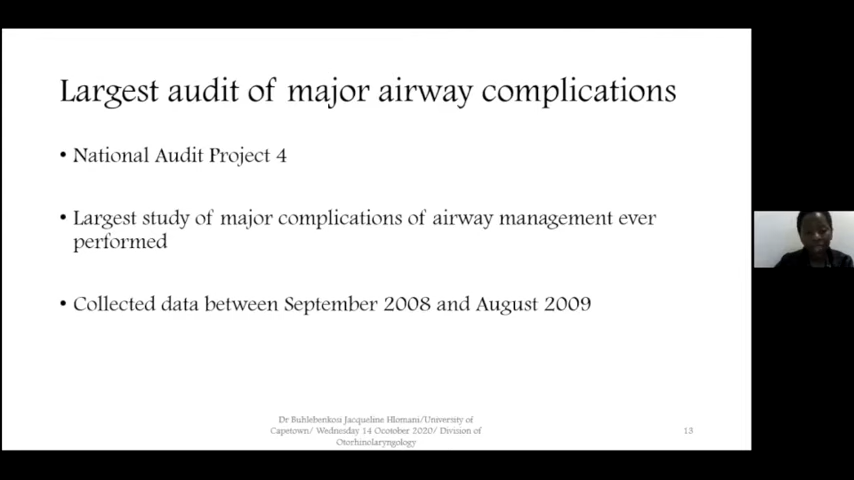 Largest audit of major airway complications
• National Audit Project 4
• Largest study of major complications of airway management ever
performed
• Collected data between September 2008 and August 2009
Dr Buhlebenkosi Jacqueline Hlomani/University of
Capetown/ Wednesday 14 Ocotober 2020/ Division of
Otorhinolaryngology
13